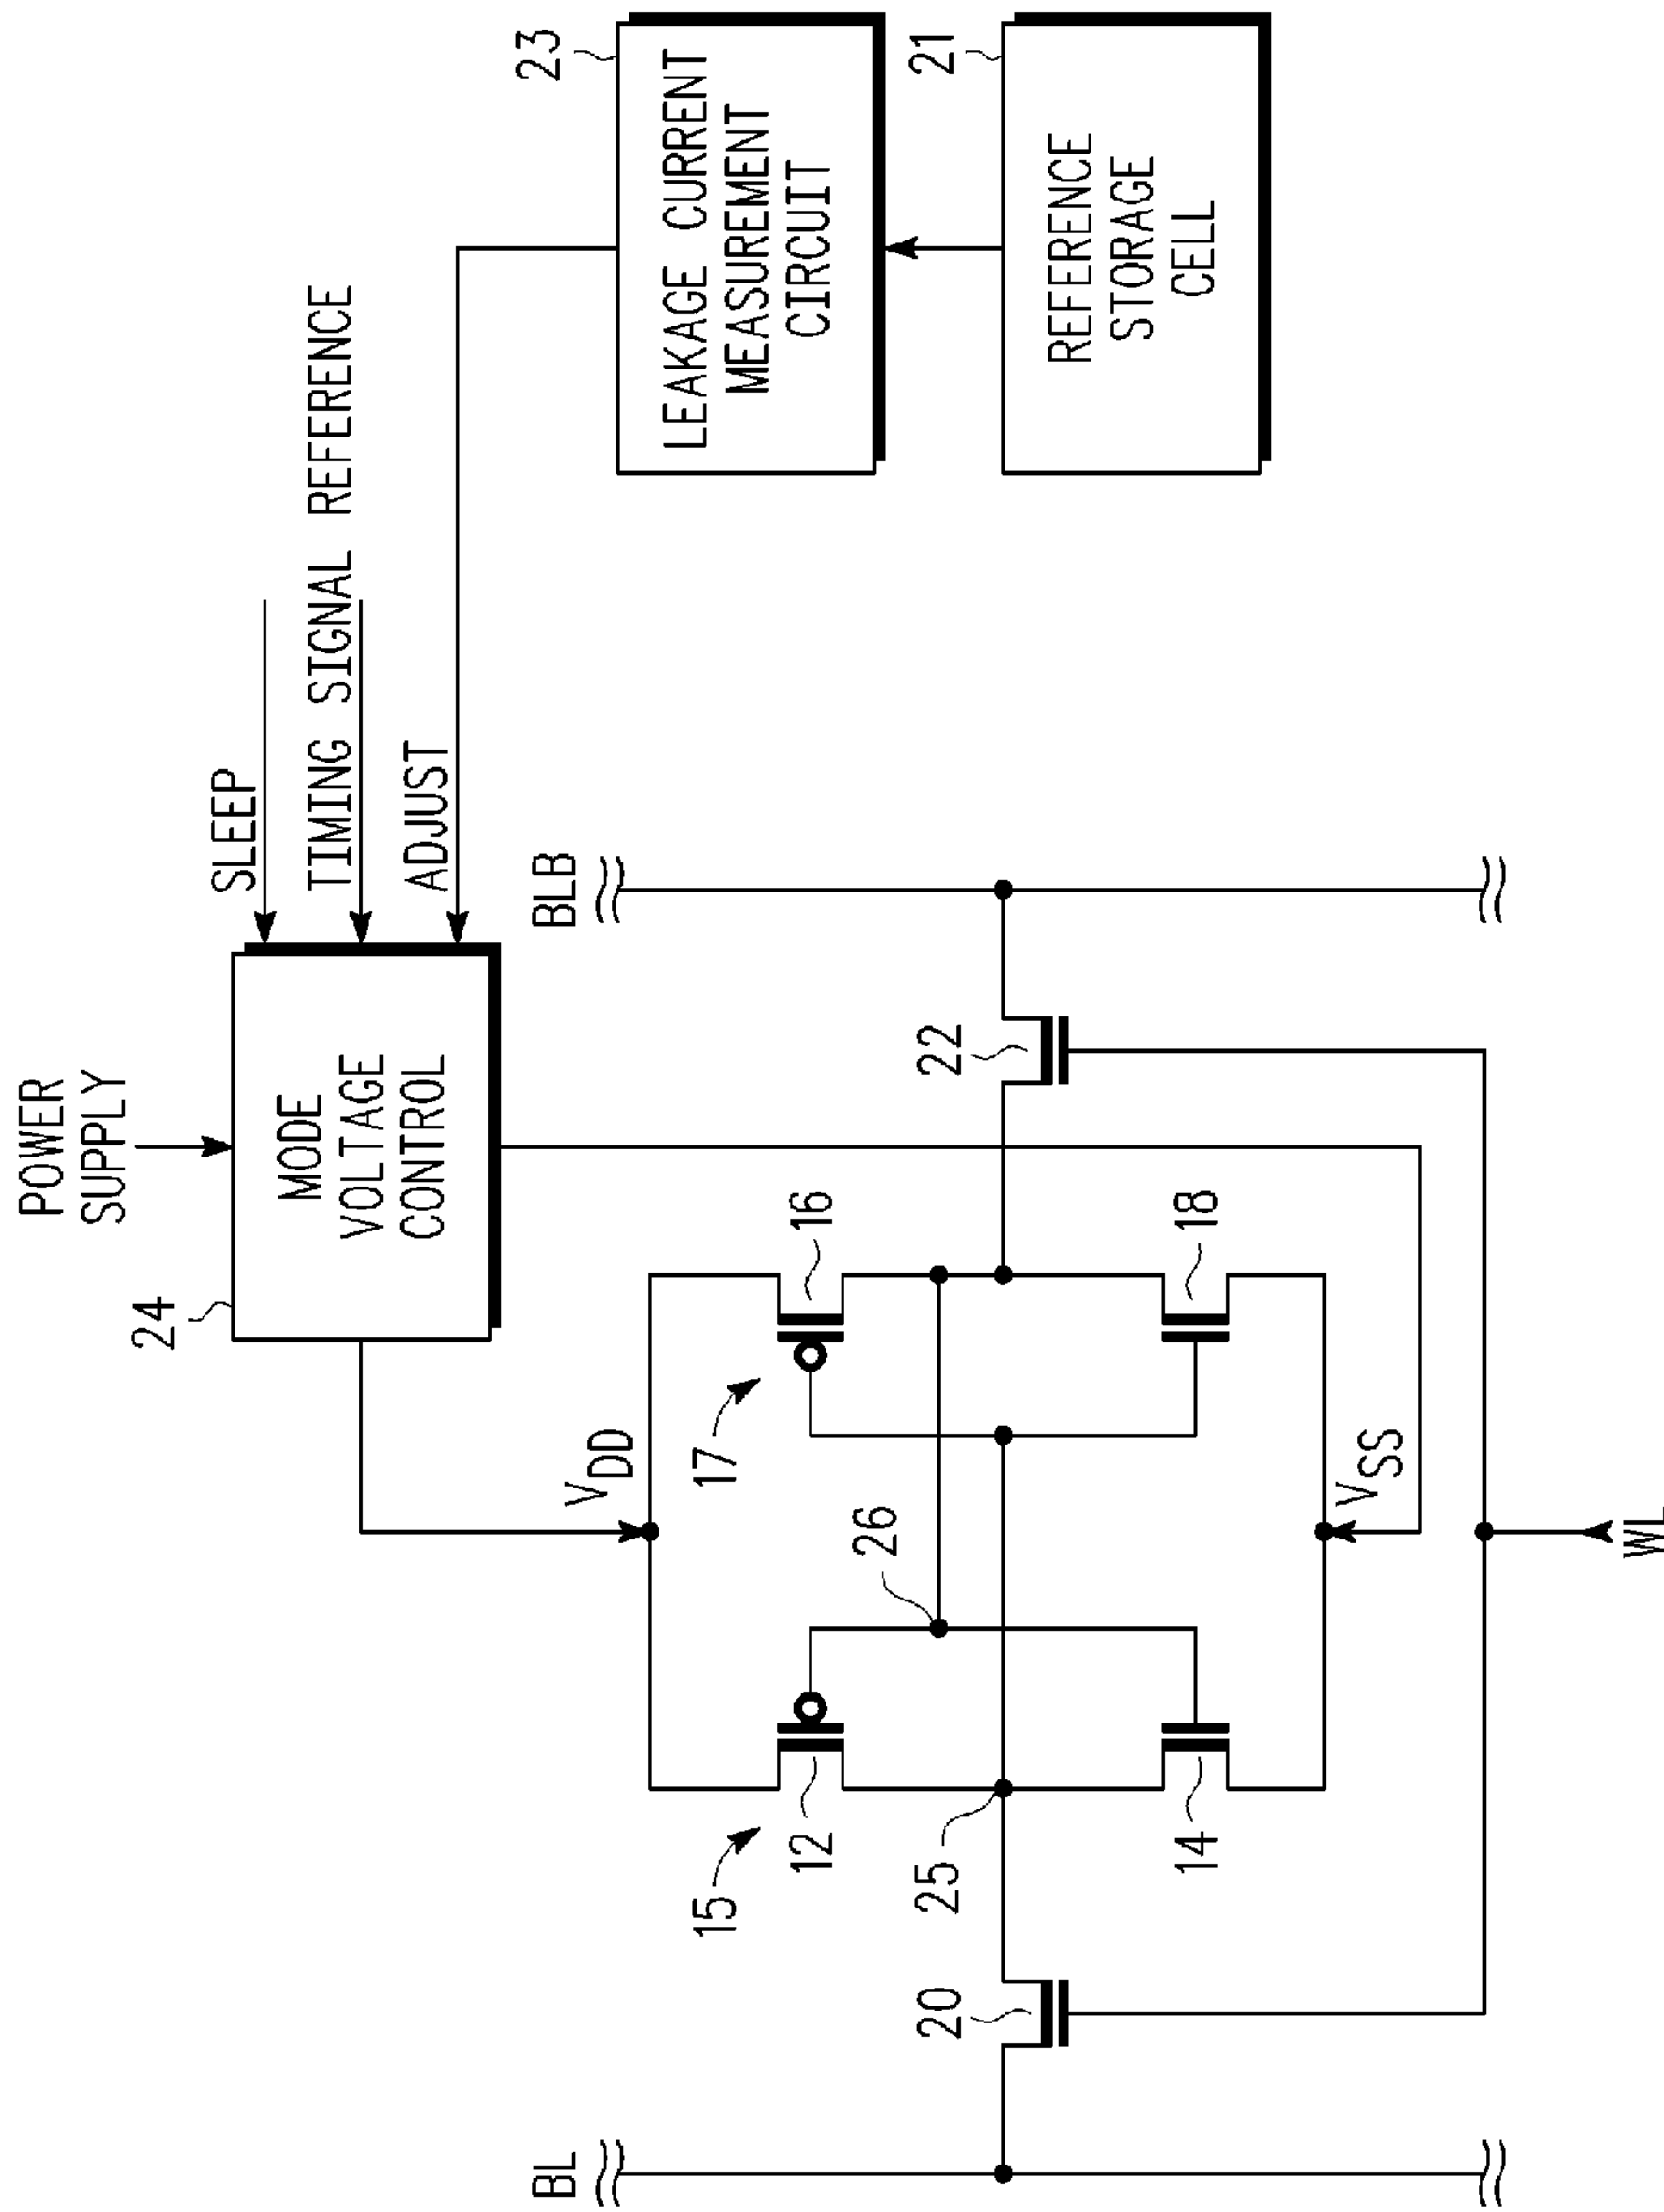 POWER
SUPPLY
24
MODE
VOLTAGE
CONTROL
SLEEP
TIMING SIGNAL REFERENCE
ADJUST
23
LEAKAGE CURRENT
MEASUREMENT
CIRCUIT
21
REFERENCE
STORAGE
CELL
BL
BLB
VDD
15
17
12
16
26
25
20
22
14
18
VSS
WL